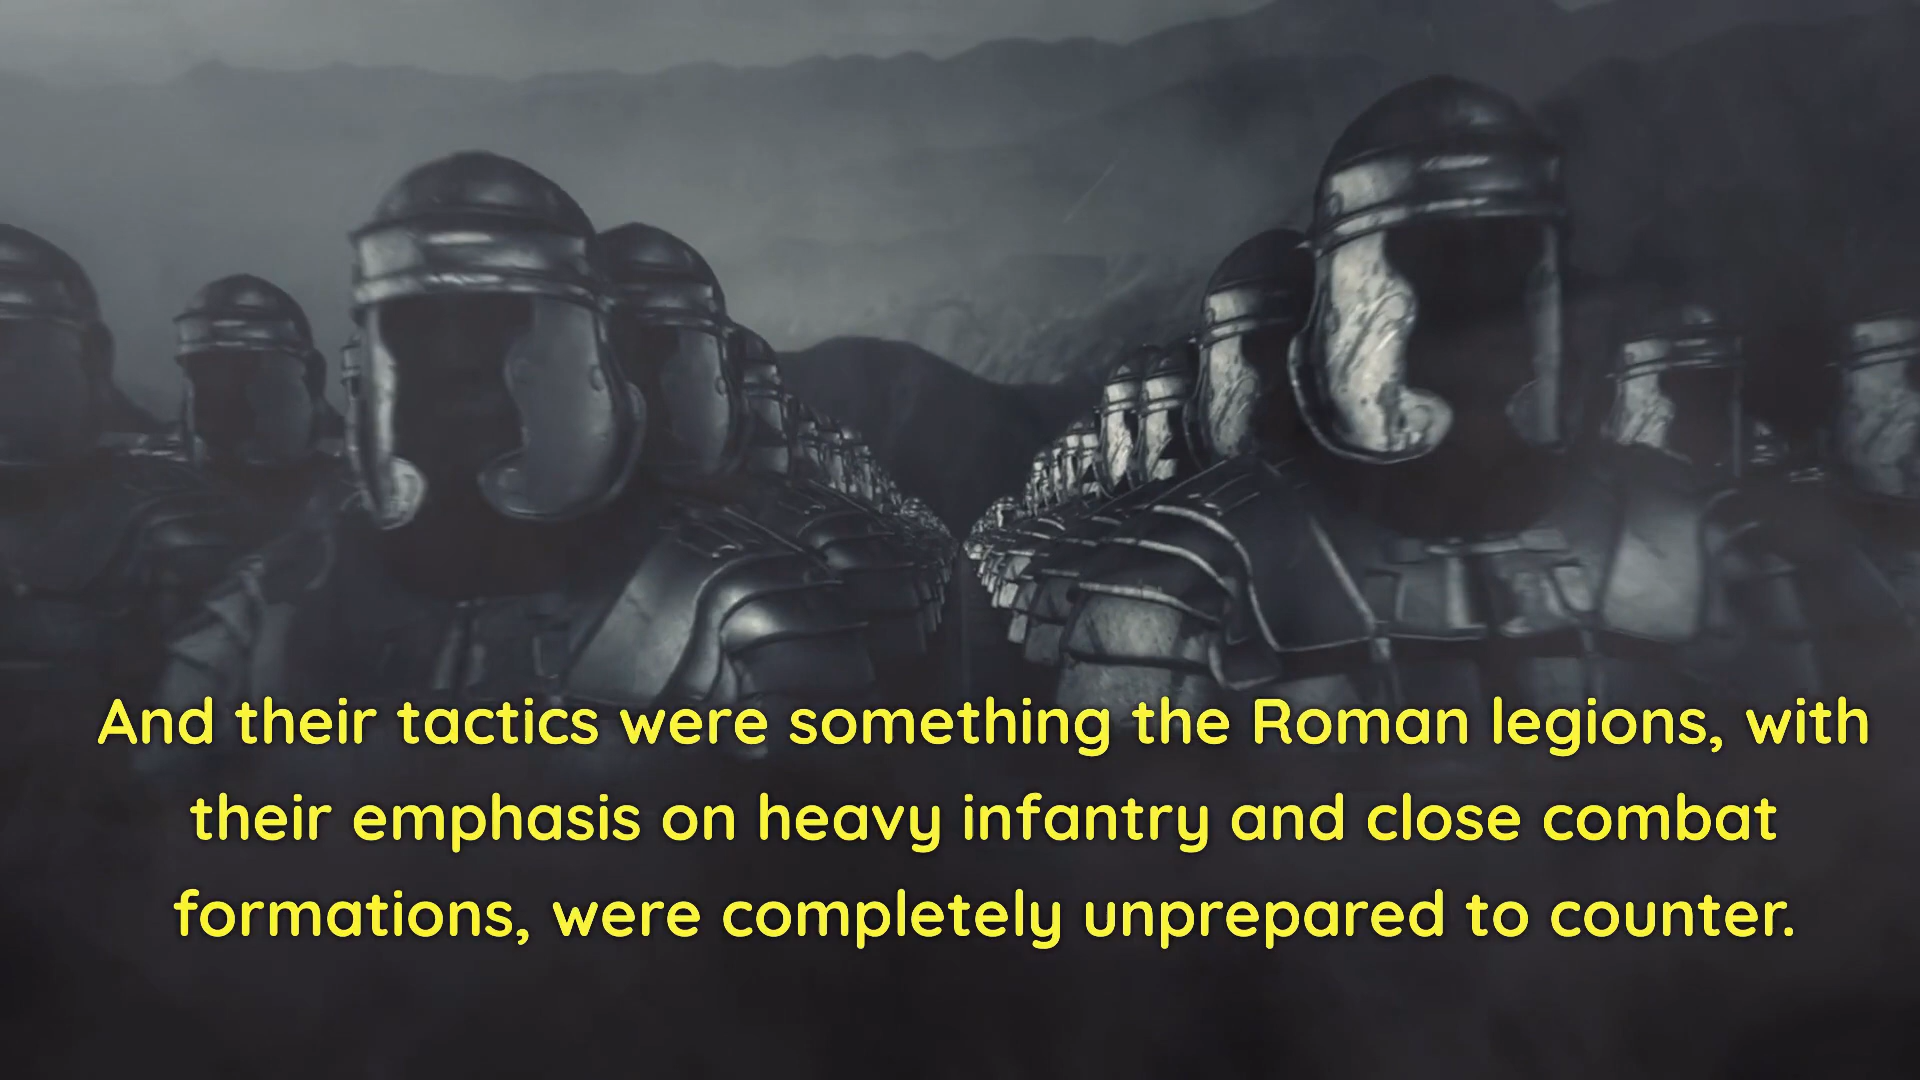 And their tactics were something the Roman legions, with
their emphasis on heavy infantry and close combat
formations, were completely unprepared to counter.